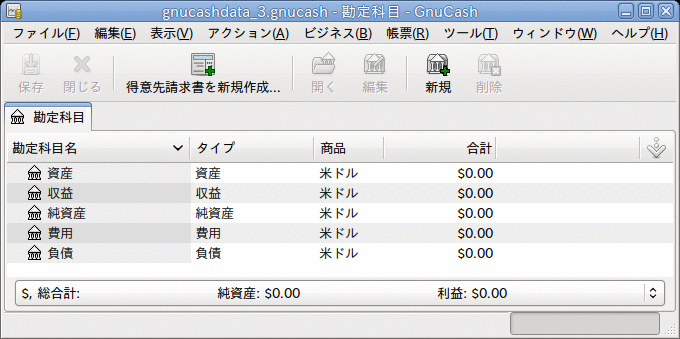 gnucashdata_3.gnucash - 勘定科目 - GnuCash
ファイル(F) 編集(E) 表示(V) アクション(A) ビジネス(B) 帳票(R) ツール(T) ウィンドウ(W) ヘルプ(H)
保存 閉じる 得意先請求書を新規作成... 開く 編集 新規 削除
勘定科目
勘定科目名 タイプ 商品 合計
資産 資産 米ドル $0.00
収益 収益 米ドル $0.00
純資産 純資産 米ドル $0.00
費用 費用 米ドル $0.00
負債 負債 米ドル $0.00
$, 総合計: 純資産: $0.00 利益: $0.00